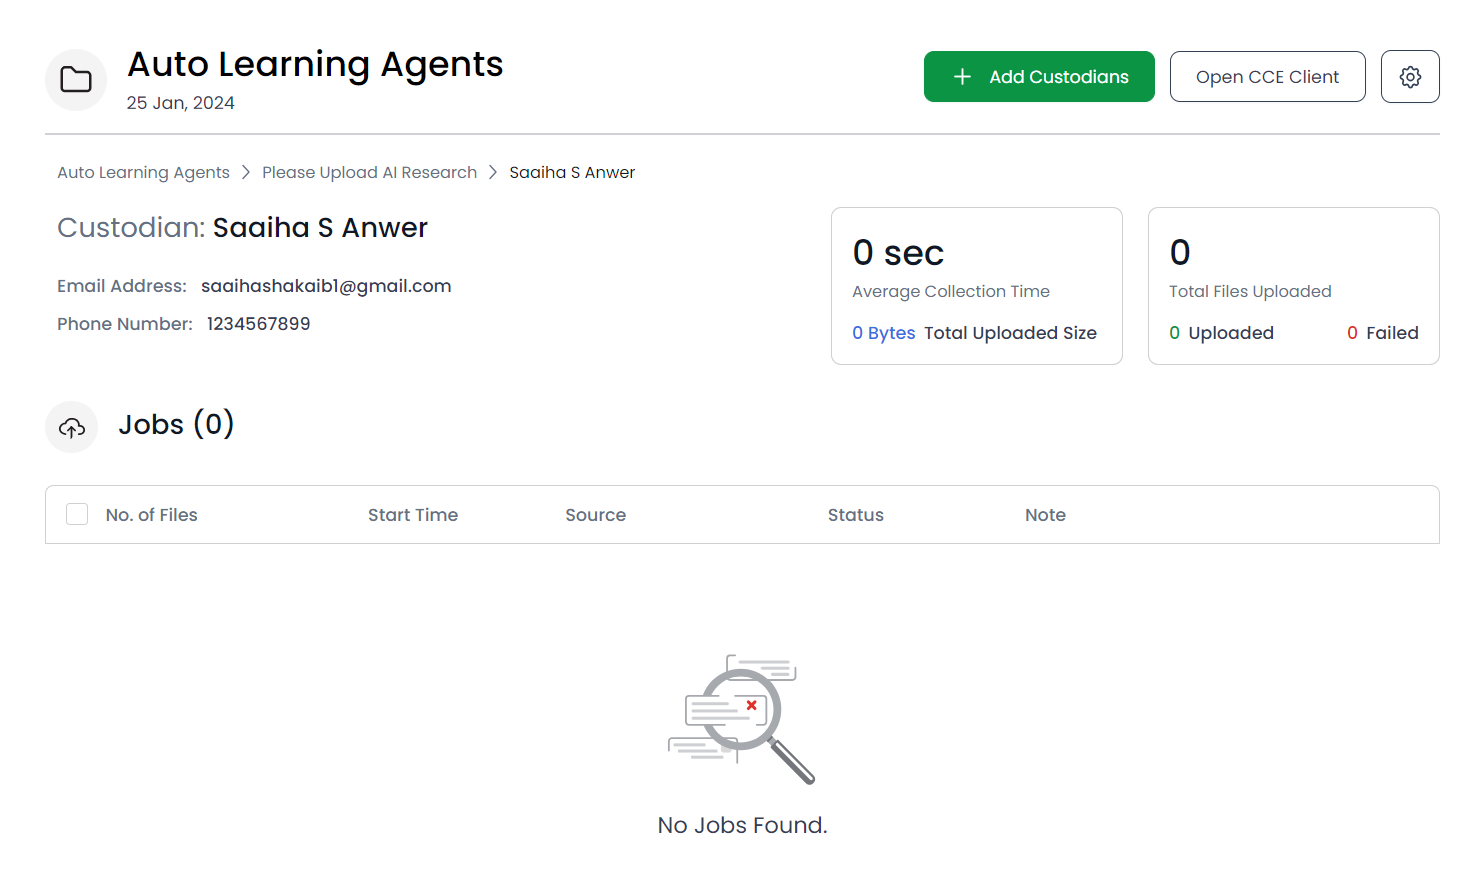 Auto Learning Agents
25 Jan, 2024
Add Custodians
Open CCE Client
Auto Learning Agents > Please Upload AI Research > Saaiha S Anwer
Custodian: Saaiha S Anwer
Email Address: saaihashakaib1@gmail.com
Phone Number: 1234567899
0 sec
Average Collection Time
0 Bytes Total Uploaded Size
0
Total Files Uploaded
0 Uploaded 0 Failed
Jobs (0)
No. of Files Start Time Source Status Note
No Jobs Found.